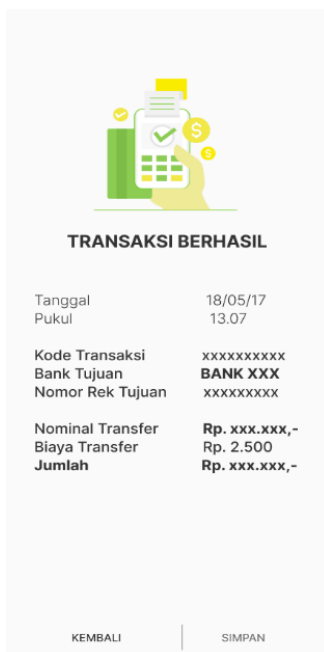 TRANSAKSI BERHASIL
Tanggal 18/05/17
Pukul 13.07
Kode Transaksi xxxxxxxxxx
Bank Tujuan BANK XXX
Nomor Rek Tujuan xxxxxxxxx
Nominal Transfer Rp. xxx.xxx,-
Biaya Transfer Rp. 2.500
Jumlah Rp. xxx.xxx,-
KEMBALI SIMPAN